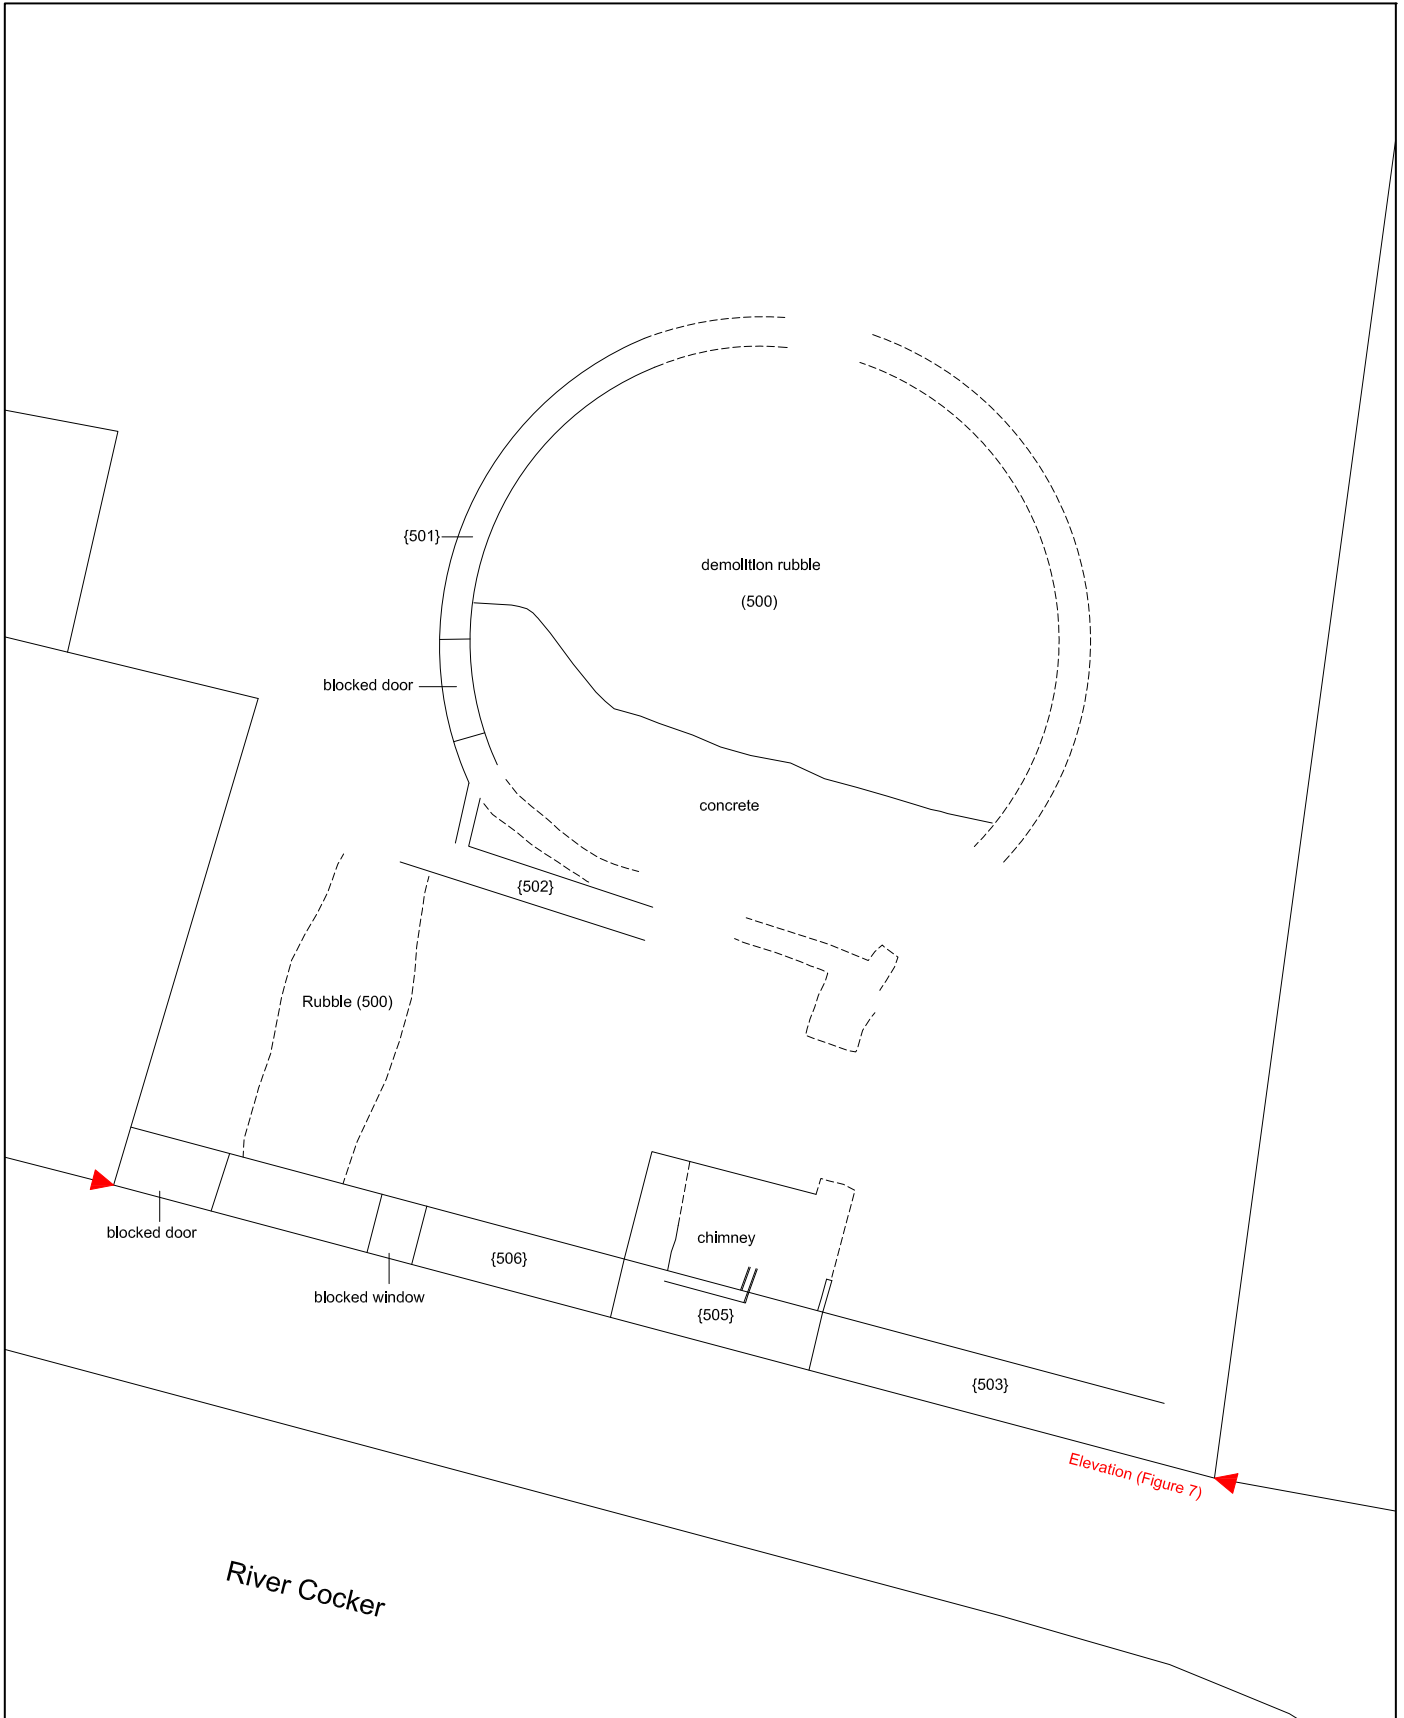 {501}
demolition rubble
(500)
blocked door
concrete
{502}
Rubble (500)
blocked door
chimney
{506}
blocked window
{505}
{503}
Elevation (Figure 7)
River Cocker